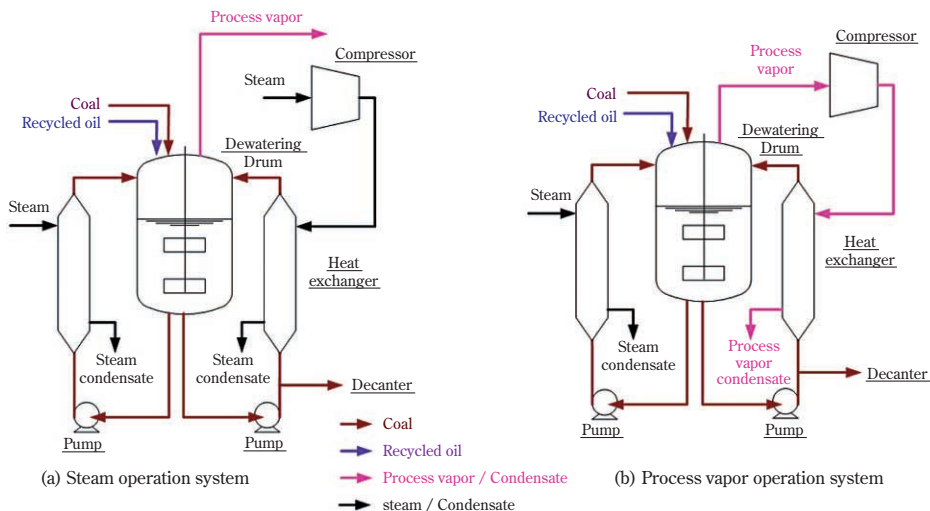 Process vapor
Compressor
Steam
Coal
Recycled oil
Dewatering
Drum
Steam
Heat
exchanger
Steam
condensate
Steam
condensate
Decanter
Pump
Pump
(a) Steam operation system
Coal
Recycled oil
Process vapor / Condensate
steam / Condensate
Compressor
Process
vapor
Coal
Recycled oil
Dewatering
Drum
Steam
Heat
exchanger
Steam
condensate
Process
vapor
condensate
Decanter
Pump
Pump
(b) Process vapor operation system